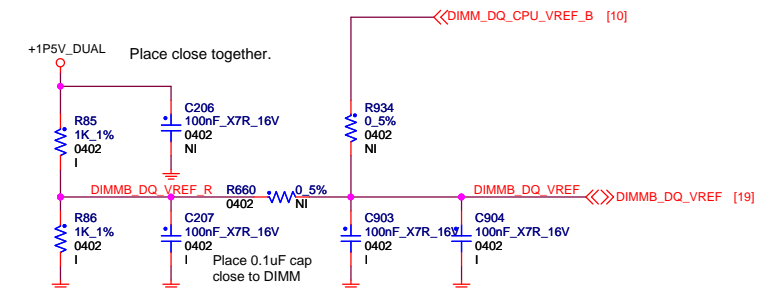 DIMM_DQ_CPU_VREF_B [10]
+1P5V_DUAL
Place close together.
R85
1K_1%
0402
I
C206
100nF_X7R_16V
0402
NI
R934
0_5%
0402
NI
DIMMB_DQ_VREF_R
R660
0_5%
0402
NI
DIMMB_DQ_VREF
DIMMB_DQ_VREF [19]
R86
1K_1%
0402
I
C207
100nF_X7R_16V
0402
I
Place 0.1uF cap
close to DIMM
C903
100nF_X7R_16V
0402
I
C904
100nF_X7R_16V
0402
I